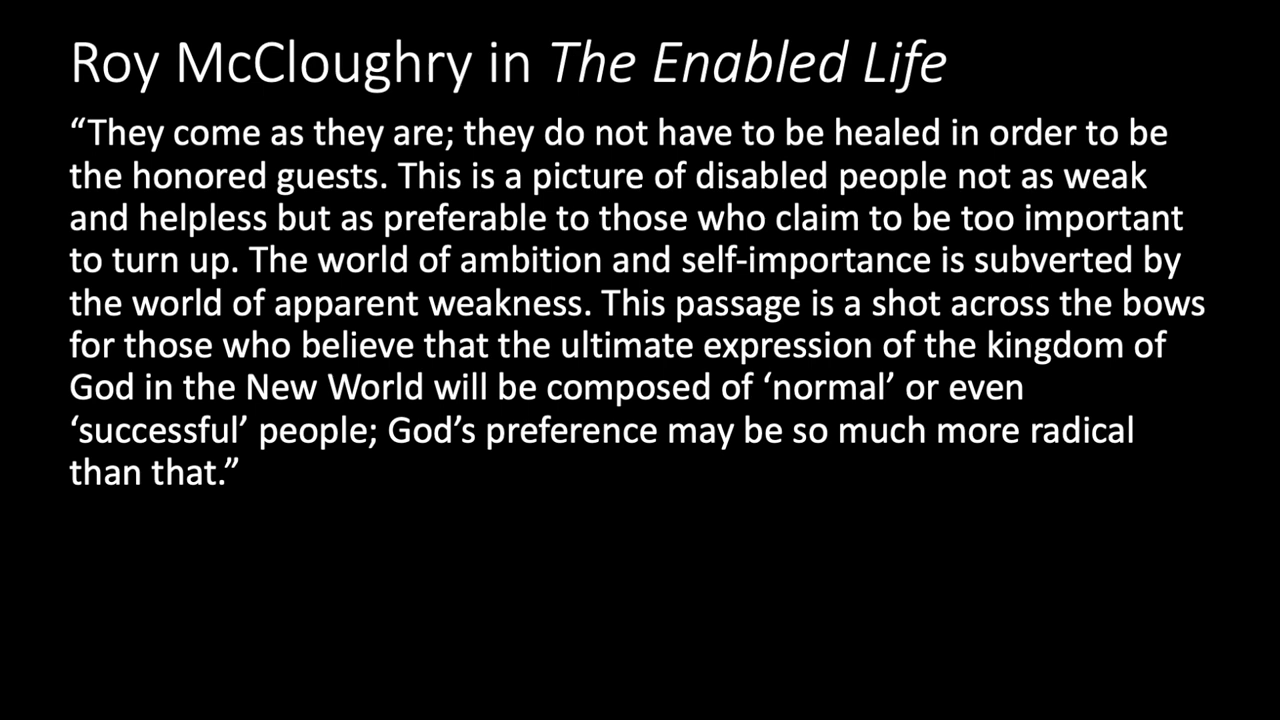 Roy McCloughry in The Enabled Life
“They come as they are; they do not have to be healed in order to be
the honored guests. This is a picture of disabled people not as weak
and helpless but as preferable to those who claim to be too important
to turn up. The world of ambition and self-importance is subverted by
the world of apparent weakness. This passage is a shot across the bows
for those who believe that the ultimate expression of the kingdom of
God in the New World will be composed of ‘normal’ or even
‘successful’ people; God’s preference may be so much more radical
than that.”